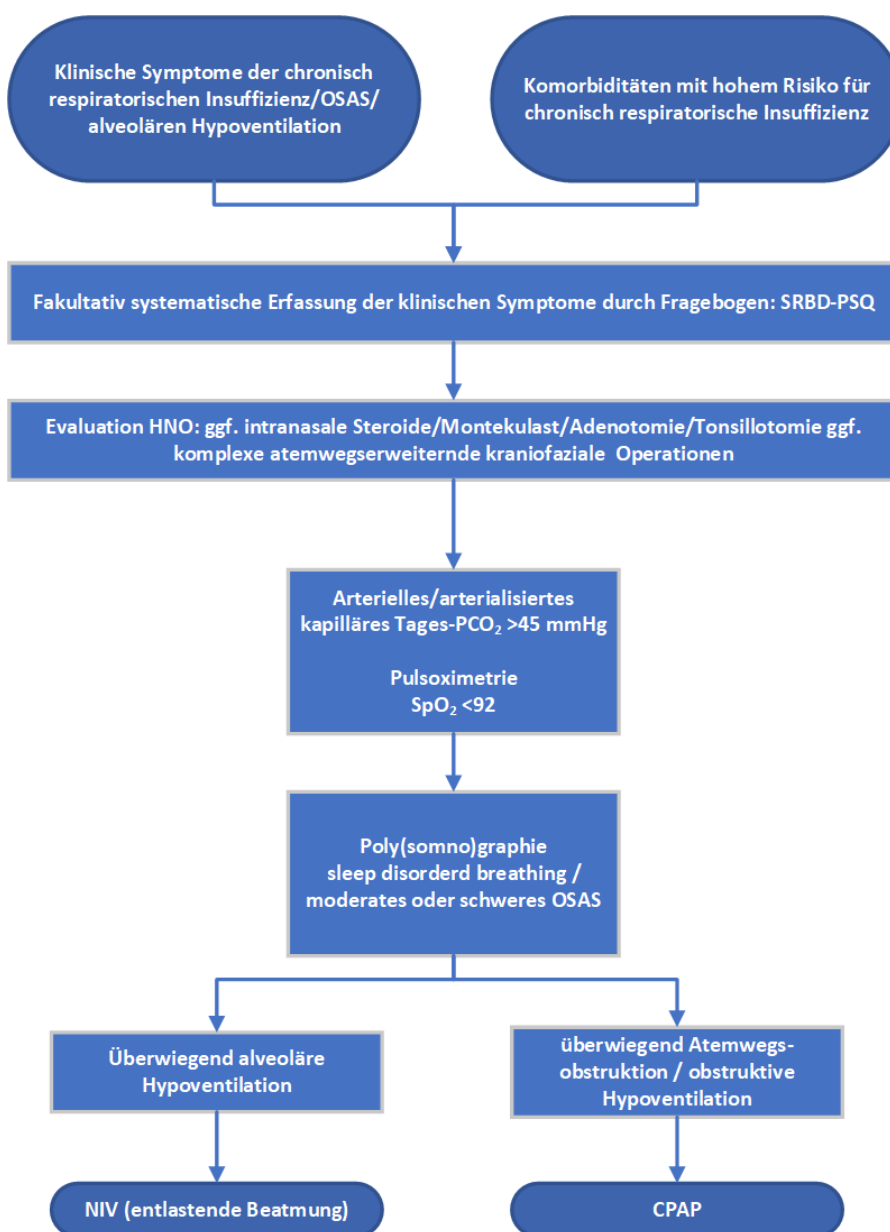 Klinische Symptome der chronisch
respiratorischen Insuffizienz/OSAS/
alveolären Hypoventilation
Komorbiditäten mit hohem Risiko für
chronisch respiratorische Insuffizienz
Fakultativ systematische Erfassung der klinischen Symptome durch Fragebogen: SRBD-PSQ
Evaluation HNO: ggf. intranasale Steroide/Montekulast/Adenotomie/Tonsillotomie ggf.
komplexe atemwegserweiternde kraniofaziale Operationen
Arterielles/arterialisiertes
kapilläres Tages-PCO₂ >45 mmHg
Pulsoximetrie
SpO₂ <92
Poly(somno)graphie
sleep disorderd breathing /
moderates oder schweres OSAS
Überwiegend alveoläre
Hypoventilation
überwiegend Atemwegs-
obstruktion / obstruktive
Hypoventilation
NIV (entlastende Beatmung)
CPAP